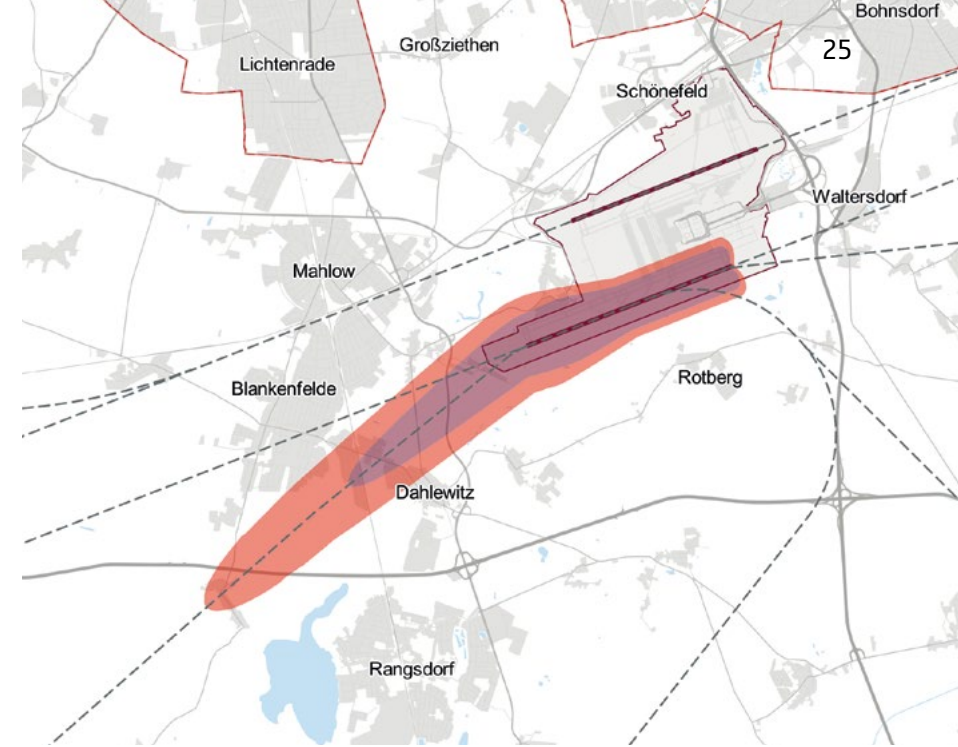 Bohnsdorf
25
Großziethen
Lichtenrade
Schönefeld
Waltersdorf
Mahlow
Rotberg
Blankenfelde
Dahlewitz
Rangsdorf